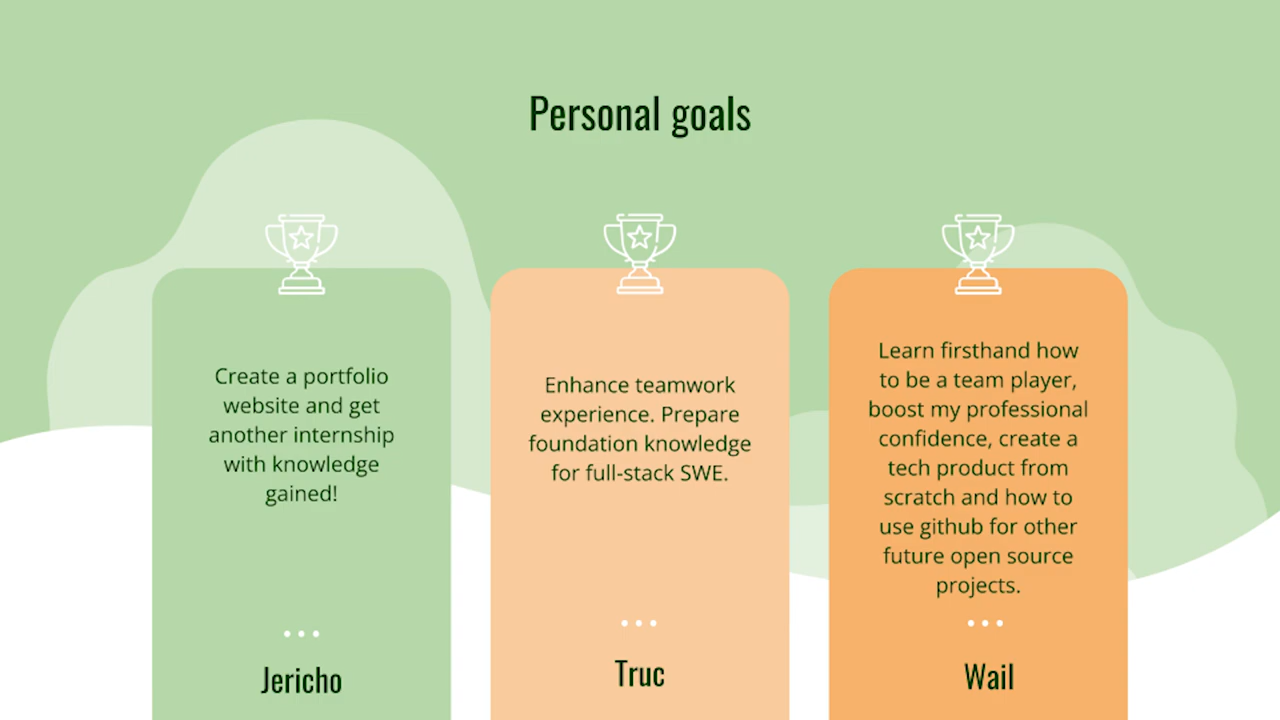 Personal goals
Create a portfolio
website and get
another internship
with knowledge
gained!
Jericho
Enhance teamwork
experience. Prepare
foundation knowledge
for full-stack SWE.
Truc
Learn firsthand how
to be a team player,
boost my professional
confidence, create a
tech product from
scratch and how to
use github for other
future open source
projects.
Wail